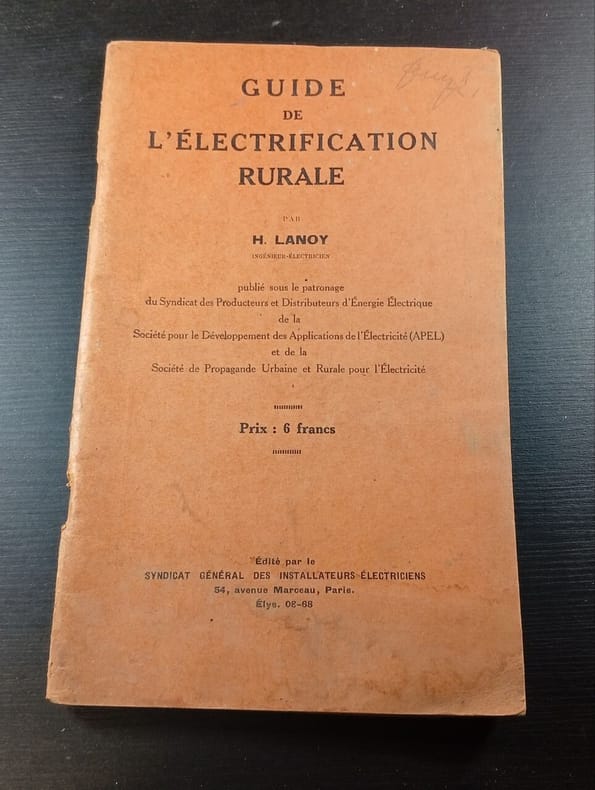 GUIDE
DE
L'ÉLECTRIFICATION
RURALE
PAR
H. LANOY
INGÉNIEUR-ÉLECTRICIEN
publié sous le patronage
du Syndicat des Producteurs et Distributeurs d'Énergie Électrique
de la
Société pour le Développement des Applications de l'Électricité (APEL)
et de la
Société de Propagande Urbaine et Rurale pour l'Électricité
Prix : 6 francs
Édité par le
SYNDICAT GÉNÉRAL DES INSTALLATEURS-ÉLECTRICIENS
54, avenue Marceau, Paris.
Élys. 08-68